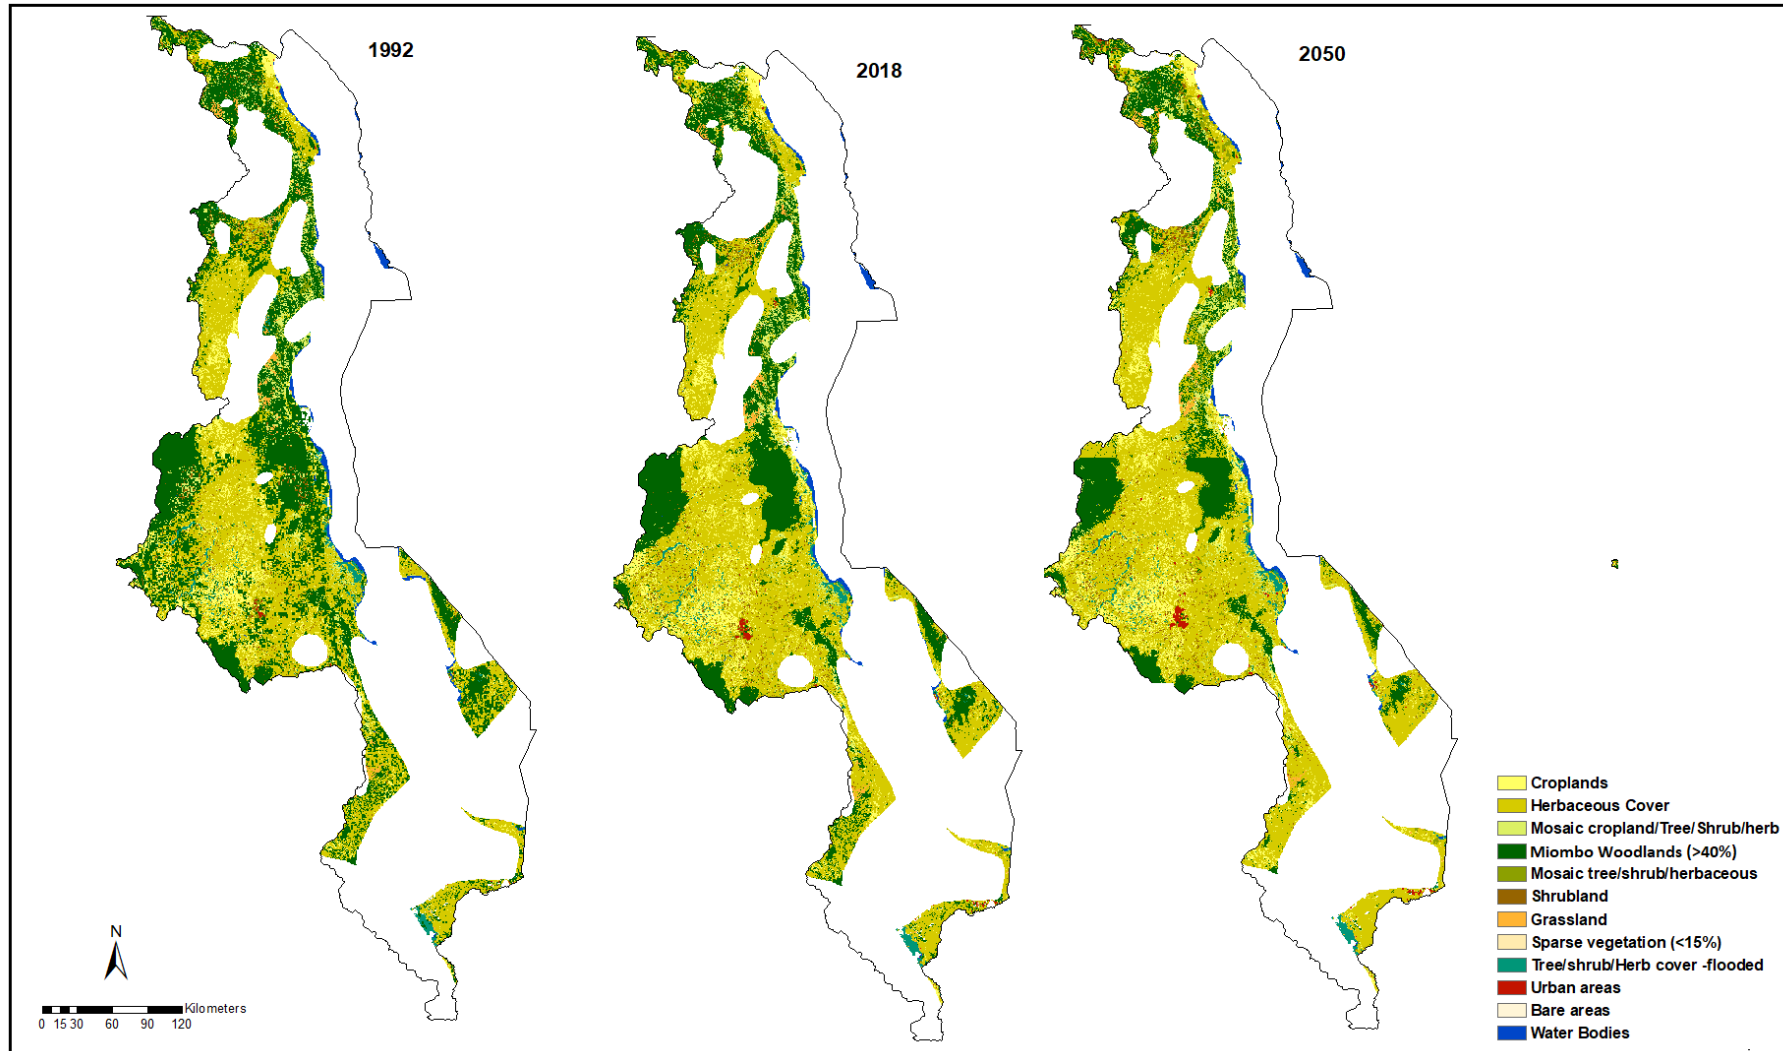 1992
2018
2050
Croplands
Herbaceous Cover
Mosaic cropland/Tree/Shrub/herb
Miombo Woodlands (>40%)
Mosaic tree/shrub/herbaceous
Shrubland
Grassland
Sparse vegetation (<15%)
Tree/shrub/Herb cover -flooded
Urban areas
Bare areas
Water Bodies
N
Kilometers
0 15 30 60 90 120